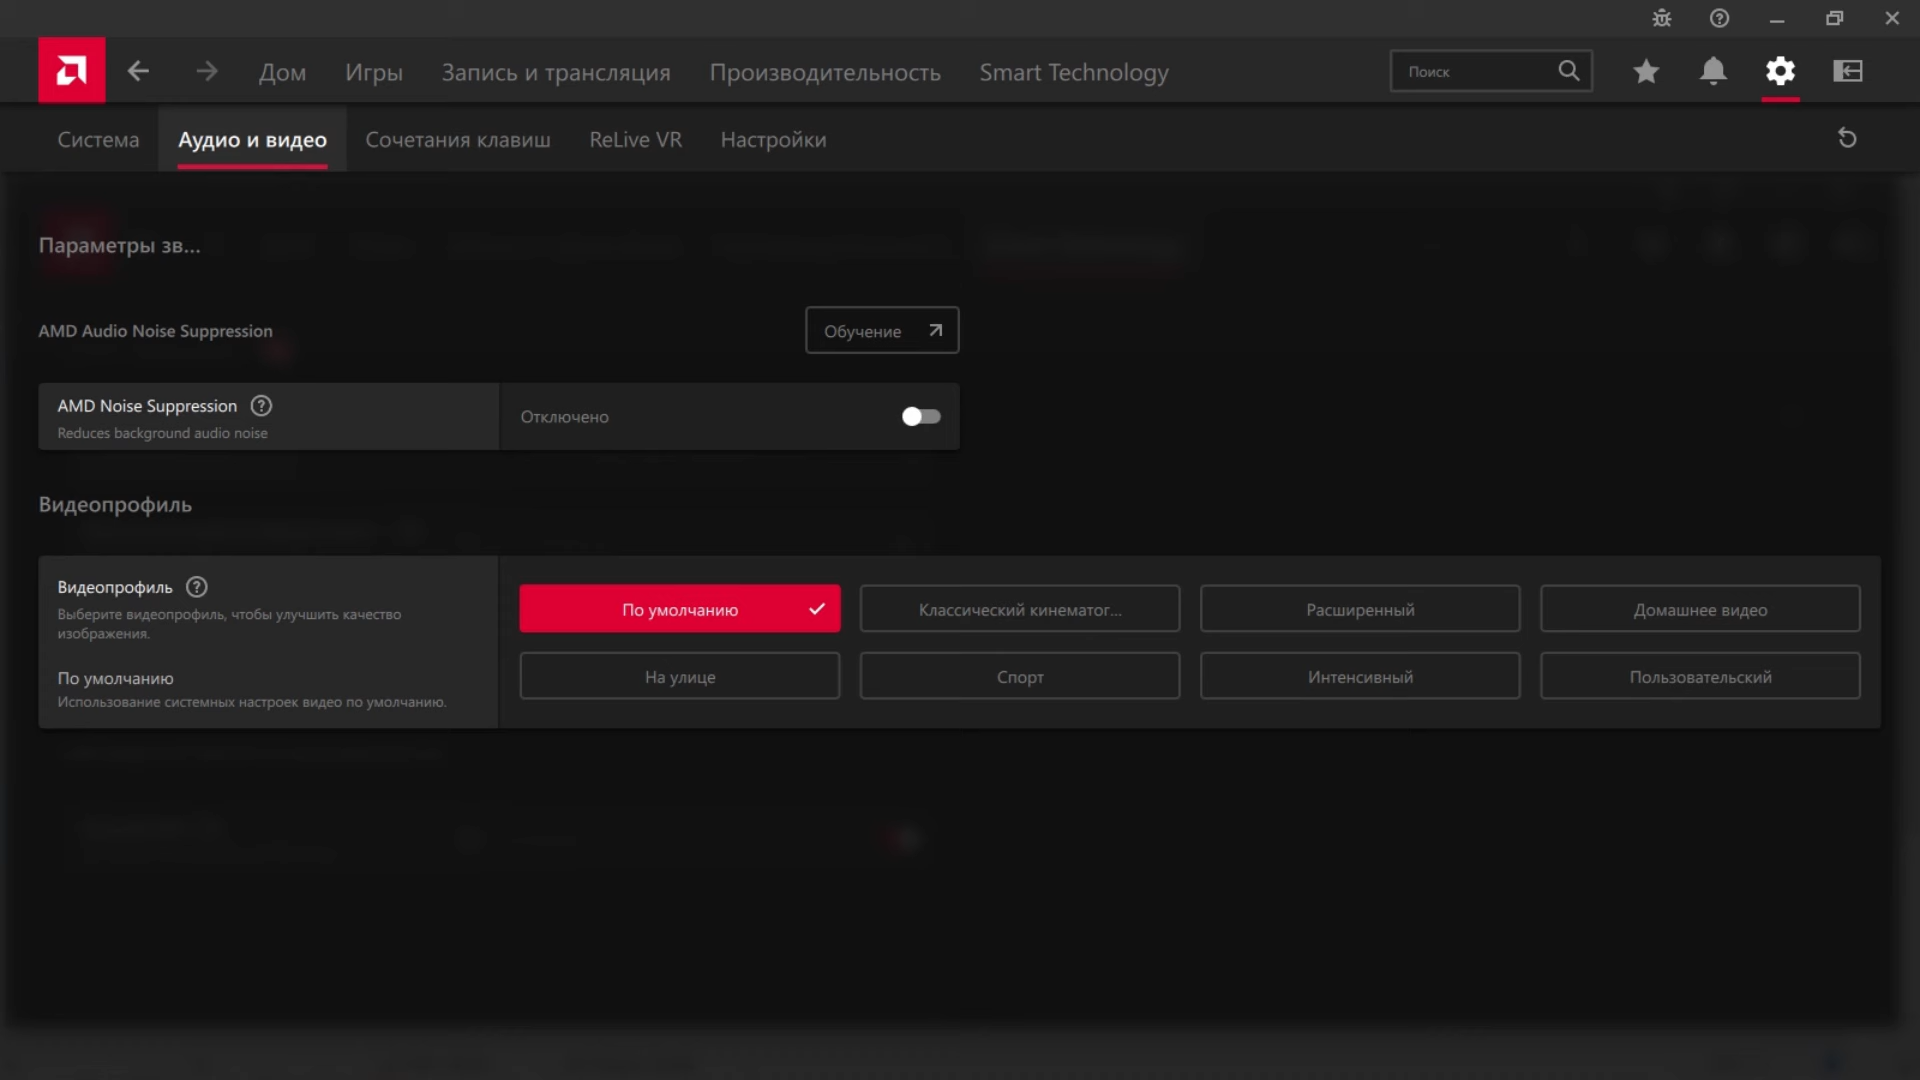 Дом
Игры
Запись и трансляция
Производительность
Smart Technology
Поиск
Система
Аудио и видео
Сочетания клавиш
ReLive VR
Настройки
Параметры зв...
AMD Audio Noise Suppression
Обучение
AMD Noise Suppression
Reduces background audio noise
Отключено
Видеопрофиль
Видеопрофиль
Выберите видеопрофиль, чтобы улучшить качество
изображения.
По умолчанию
Использование системных настроек видео по умолчанию.
По умолчанию
Классический кинематог...
Расширенный
Домашнее видео
На улице
Спорт
Интенсивный
Пользовательский